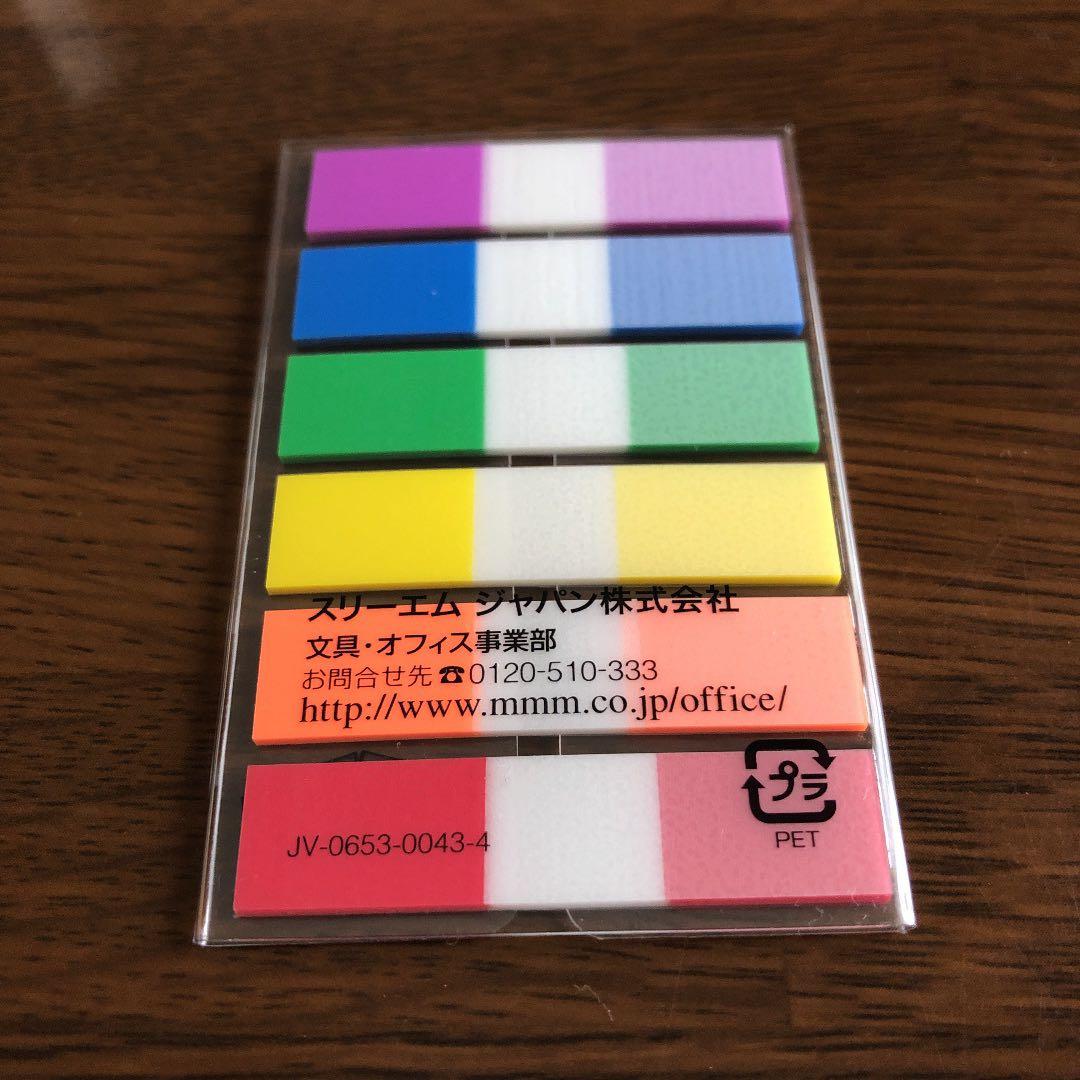 スリーエム ジャパン株式会社
文具・オフィス事業部
お問合せ先☎0120-510-333
http://www.mmm.co.jp/office/
プラ
PET
JV-0653-0043-4